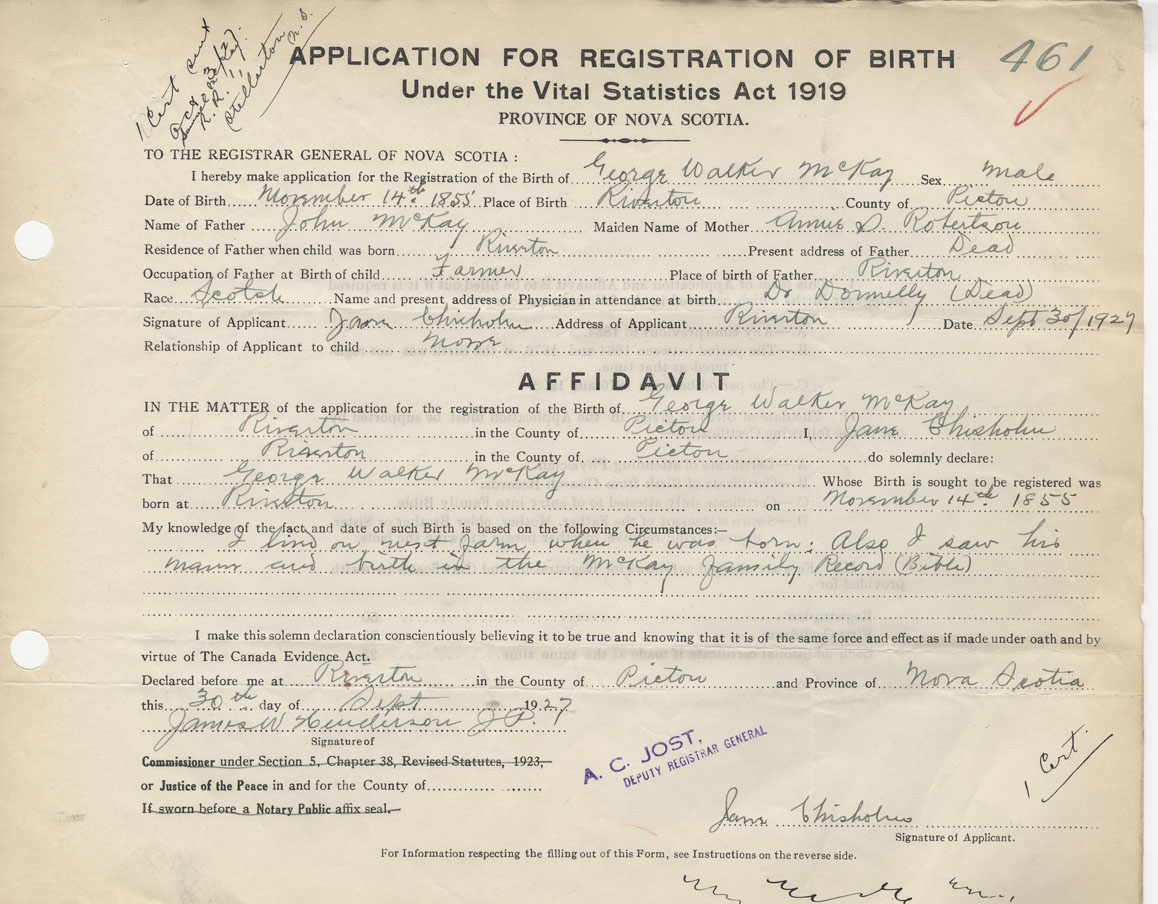 1 Cert sent
Oct 3/27
Samuel McKay.
R.R. 1
Stellerton N.S.
APPLICATION FOR REGISTRATION OF BIRTH
461
Under the Vital Statistics Act 1919
PROVINCE OF NOVA SCOTIA.
TO THE REGISTRAR GENERAL OF NOVA SCOTIA :
I hereby make application for the Registration of the Birth of George Walker McKay Sex Male
Date of Birth November 14th 1855 Place of Birth Riverton County of Picton
Name of Father John McKay Maiden Name of Mother Annie S. Robertson
Residence of Father when child was born Riverton Present address of Father Dead
Occupation of Father at Birth of child Farmer Place of birth of Father Riverton
Race Scotch Name and present address of Physician in attendance at birth Dr Donnelly (Dead)
Signature of Applicant Jane Chisholm Address of Applicant Riverton Date Sept 30/1927
Relationship of Applicant to child None
AFFIDAVIT
IN THE MATTER of the application for the registration of the Birth of George Walker McKay
of Riverton in the County of Picton I, Jane Chisholm
of Riverton in the County of Picton do solemnly declare:
That George Walker McKay Whose Birth is sought to be registered was
born at Riverton on November 14th 1855
My knowledge of the fact and date of such Birth is based on the following Circumstances:—
I lived on next farm when he was born: Also I saw his
name and birth in the McKay Family Record (Bible)
I make this solemn declaration conscientiously believing it to be true and knowing that it is of the same force and effect as if made under oath and by
virtue of The Canada Evidence Act.
Declared before me at Riverton in the County of Picton and Province of Nova Scotia
this 30th day of Sept 1927
James W Henderson J.P.
Signature of
Commissioner under Section 5, Chapter 38, Revised Statutes, 1923,
or Justice of the Peace in and for the County of
If sworn before a Notary Public affix seal.
A. C. JOST,
DEPUTY REGISTRAR GENERAL
1 Cert.
Jane Chisholm
Signature of Applicant.
For Information respecting the filling out of this Form, see Instructions on the reverse side.